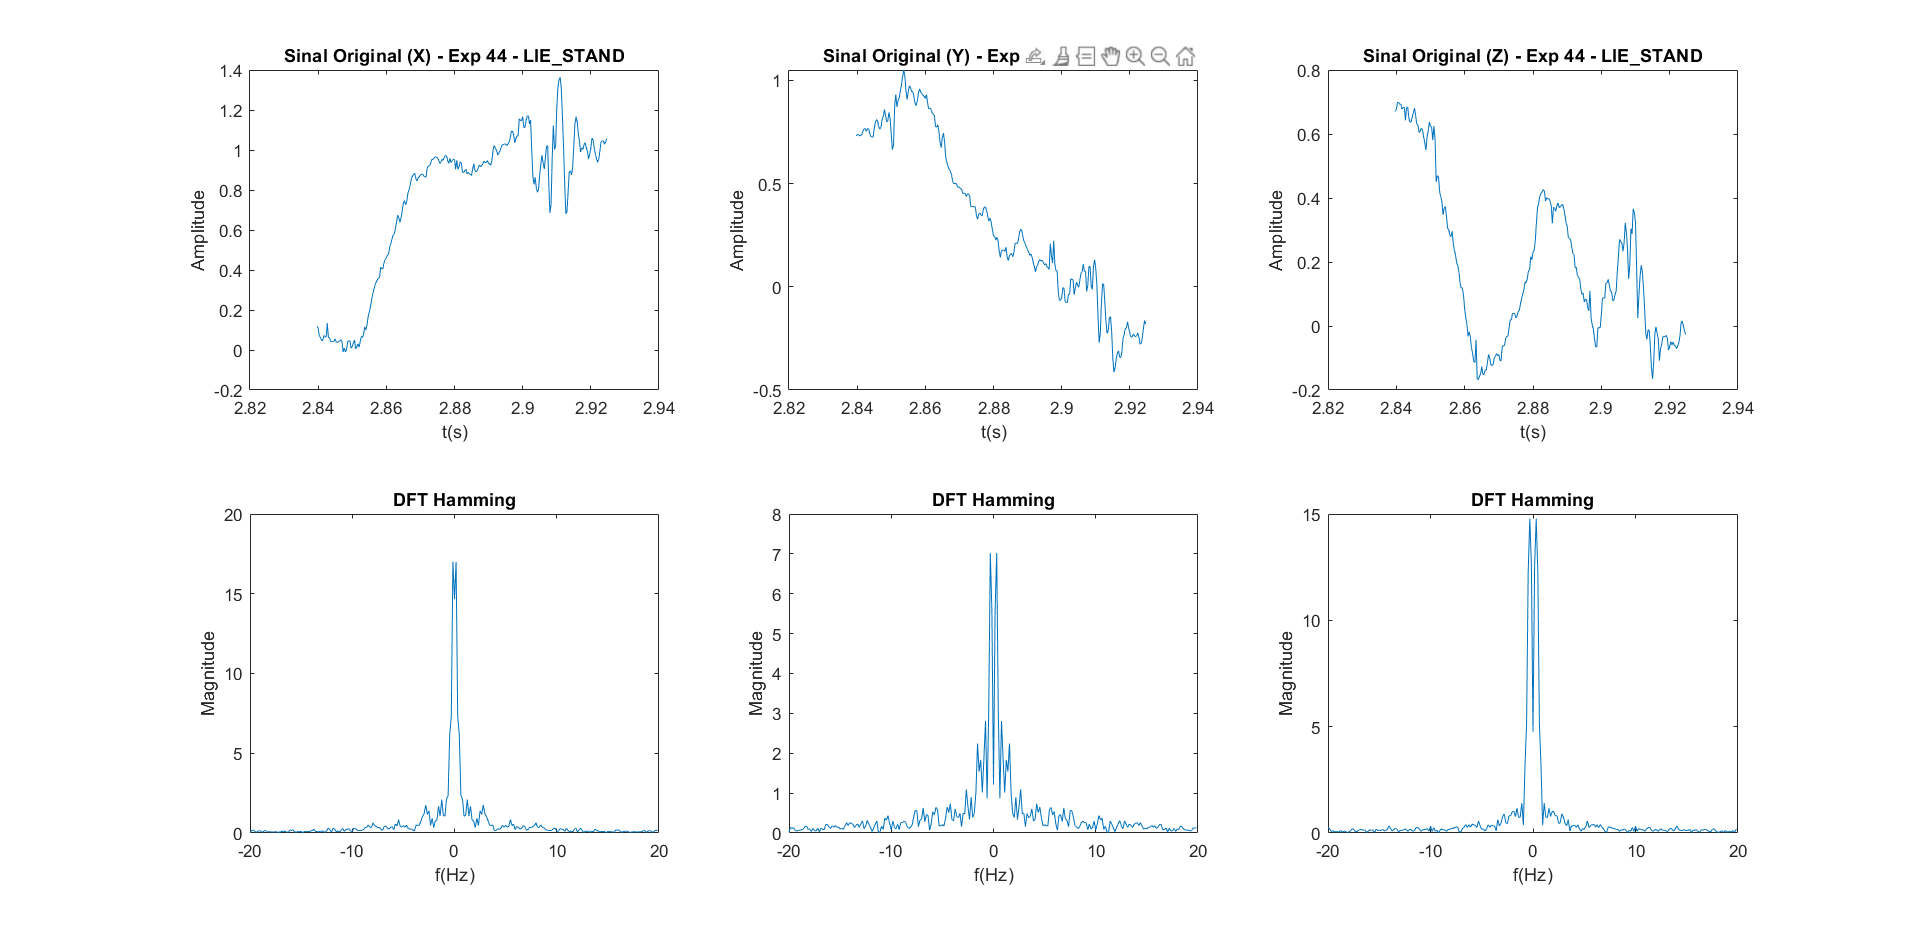 Sinal Original (X) - Exp 44 - LIE_STAND
1.4
1.2
1
0.8
0.6
0.4
0.2
0
-0.2
Amplitude
2.82 2.84 2.86 2.88 2.9 2.92 2.94
t(s)
Sinal Original (Y) - Exp
1
0.5
0
-0.5
Amplitude
2.82 2.84 2.86 2.88 2.9 2.92 2.94
t(s)
Sinal Original (Z) - Exp 44 - LIE_STAND
0.8
0.6
0.4
0.2
0
-0.2
Amplitude
2.82 2.84 2.86 2.88 2.9 2.92 2.94
t(s)
DFT Hamming
20
15
10
5
0
Magnitude
-20 -10 0 10 20
f(Hz)
DFT Hamming
8
7
6
5
4
3
2
1
0
Magnitude
-20 -10 0 10 20
f(Hz)
DFT Hamming
15
10
5
0
Magnitude
-20 -10 0 10 20
f(Hz)